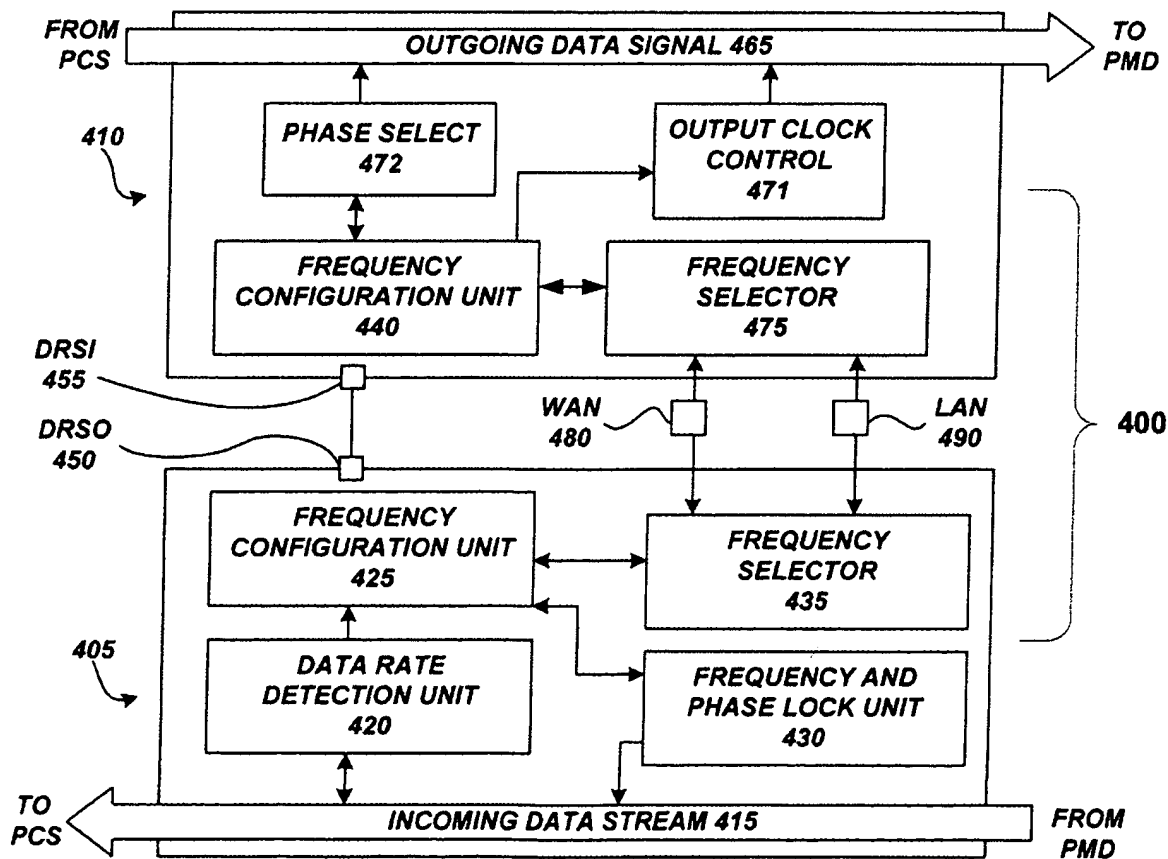 FROM
PCS
OUTGOING DATA SIGNAL 465
TO
PMD
410
PHASE SELECT
472
OUTPUT CLOCK
CONTROL
471
FREQUENCY
CONFIGURATION UNIT
440
FREQUENCY
SELECTOR
475
DRSI
455
WAN
480
LAN
490
400
DRSO
450
FREQUENCY
CONFIGURATION UNIT
425
FREQUENCY
SELECTOR
435
405
DATA RATE
DETECTION UNIT
420
FREQUENCY AND
PHASE LOCK UNIT
430
TO
PCS
INCOMING DATA STREAM 415
FROM
PMD